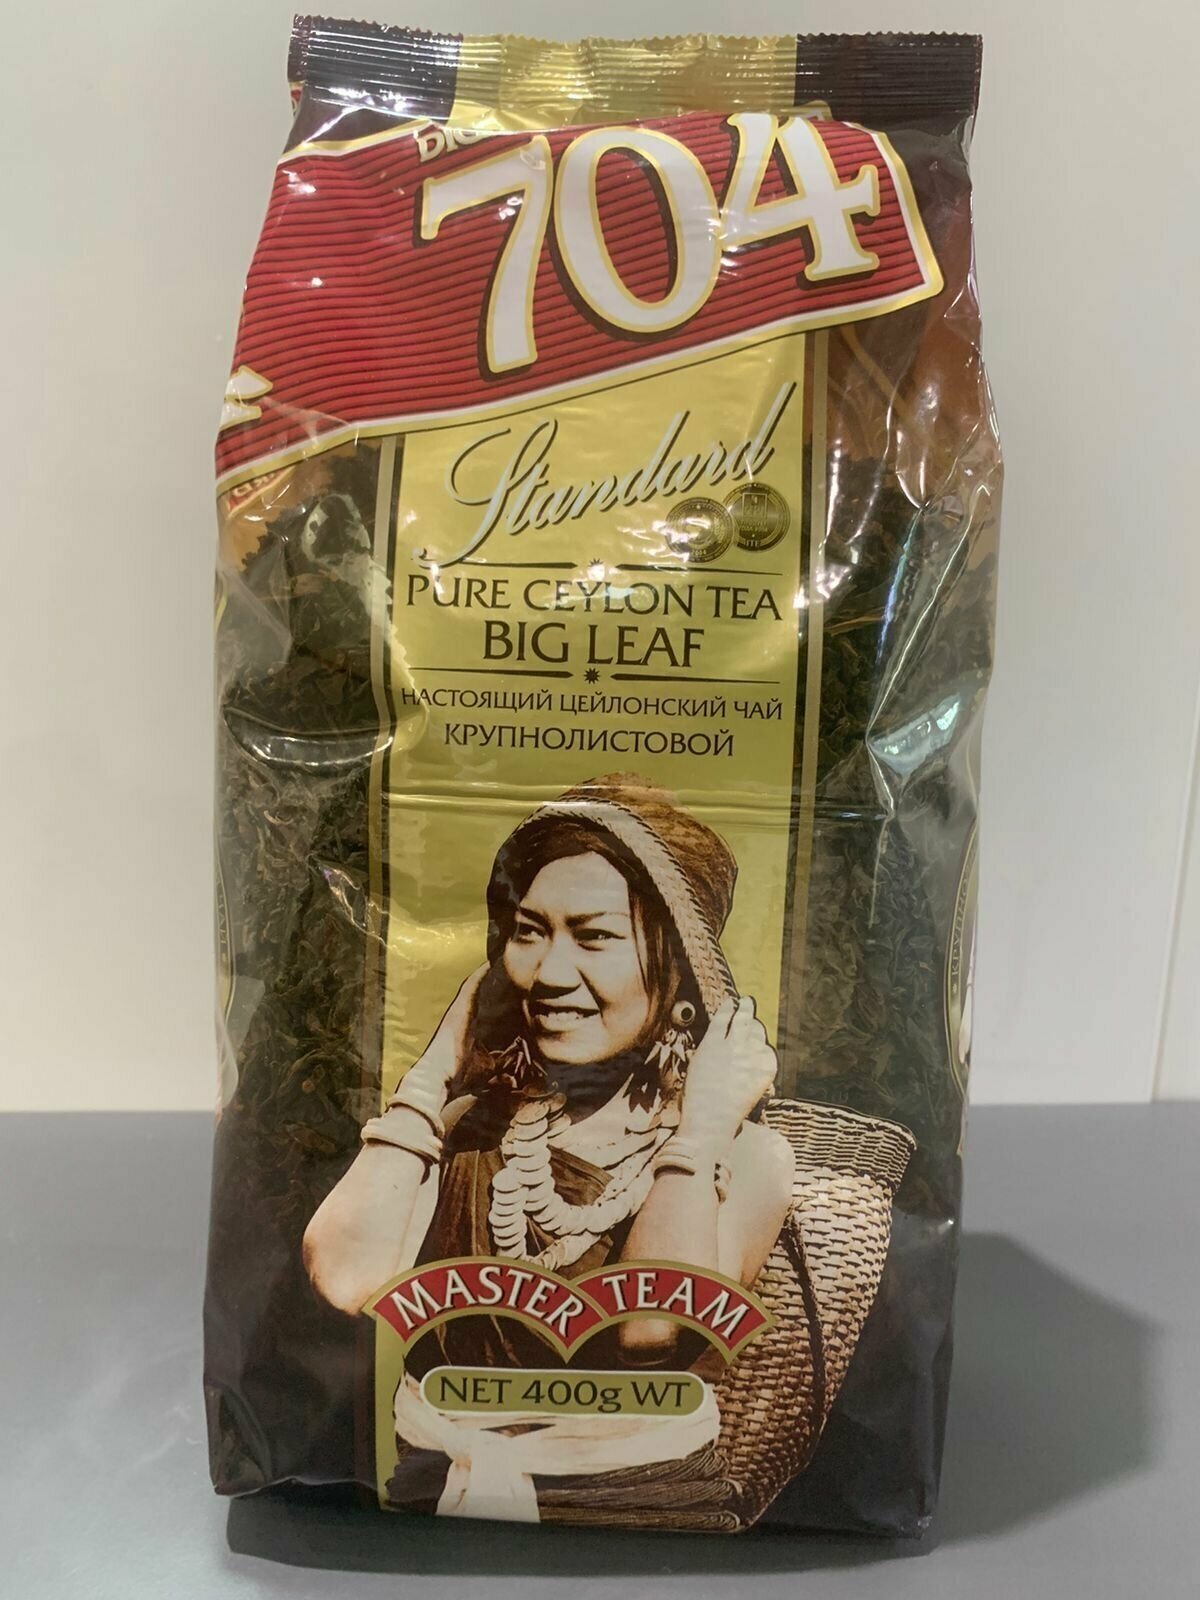 704
Standard
PURE CEYLON TEA
BIG LEAF
НАСТОЯЩИЙ ЦЕЙЛОНСКИЙ ЧАЙ
КРУПНОЛИСТОВОЙ
MASTER TEAM
NET 400g WT